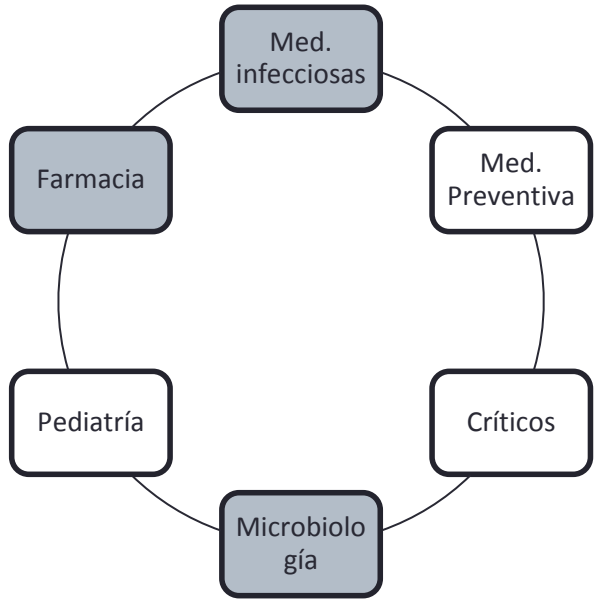 Med.
infecciosas
Med.
Preventiva
Críticos
Microbiolo
gía
Pediatría
Farmacia